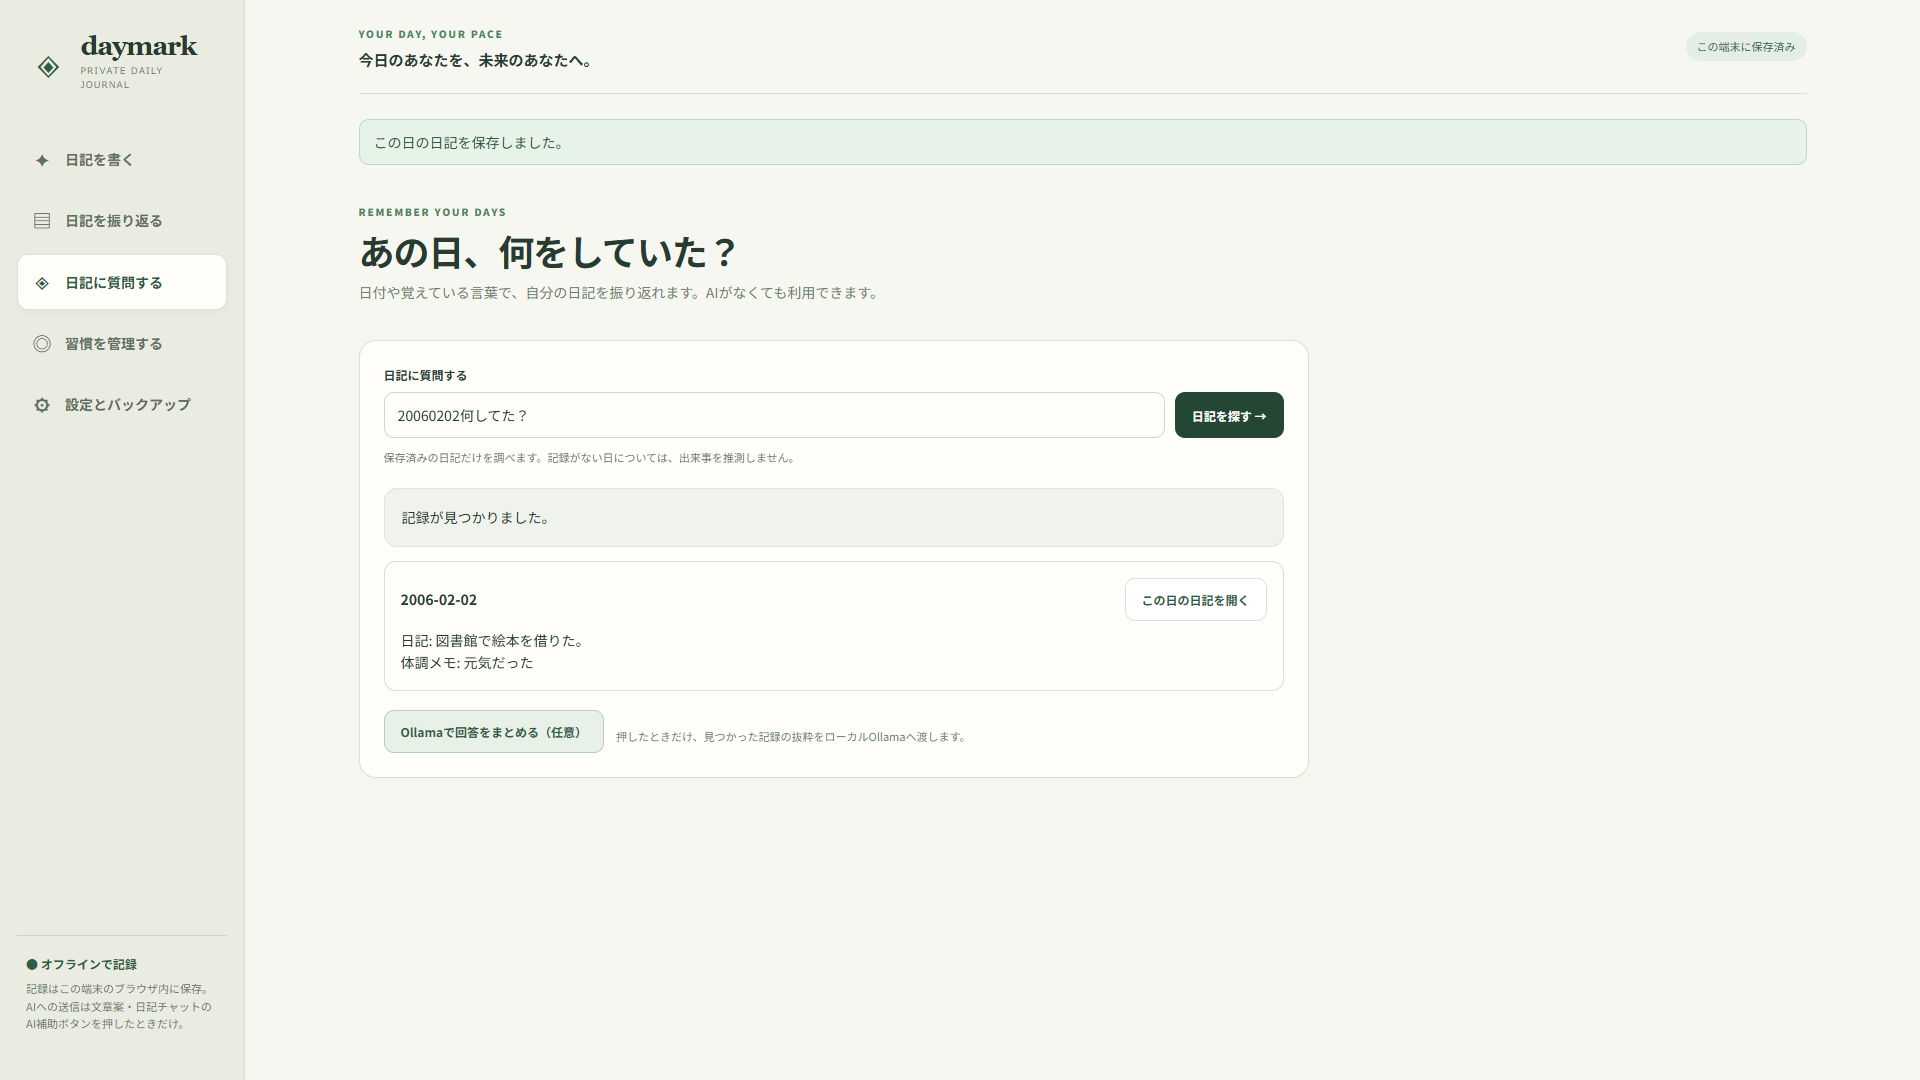 daymark
PRIVATE DAILY
JOURNAL
日記を書く
日記を振り返る
日記に質問する
習慣を管理する
設定とバックアップ
● オフラインで記録
記録はこの端末のブラウザ内に保存。
AIへの送信は文章案・日記チャットの
AI補助ボタンを押したときだけ。
YOUR DAY, YOUR PACE
今日のあなたを、未来のあなたへ。
この端末に保存済み
この日の日記を保存しました。
REMEMBER YOUR DAYS
あの日、何をしていた？
日付や覚えている言葉で、自分の日記を振り返れます。AIがなくても利用できます。
日記に質問する
20060202何してた？
日記を探す →
保存済みの日記だけを調べます。記録がない日については、出来事を推測しません。
記録が見つかりました。
2006-02-02
この日の日記を開く
日記: 図書館で絵本を借りた。
体調メモ: 元気だった
Ollamaで回答をまとめる（任意）
押したときだけ、見つかった記録の抜粋をローカルOllamaへ渡します。